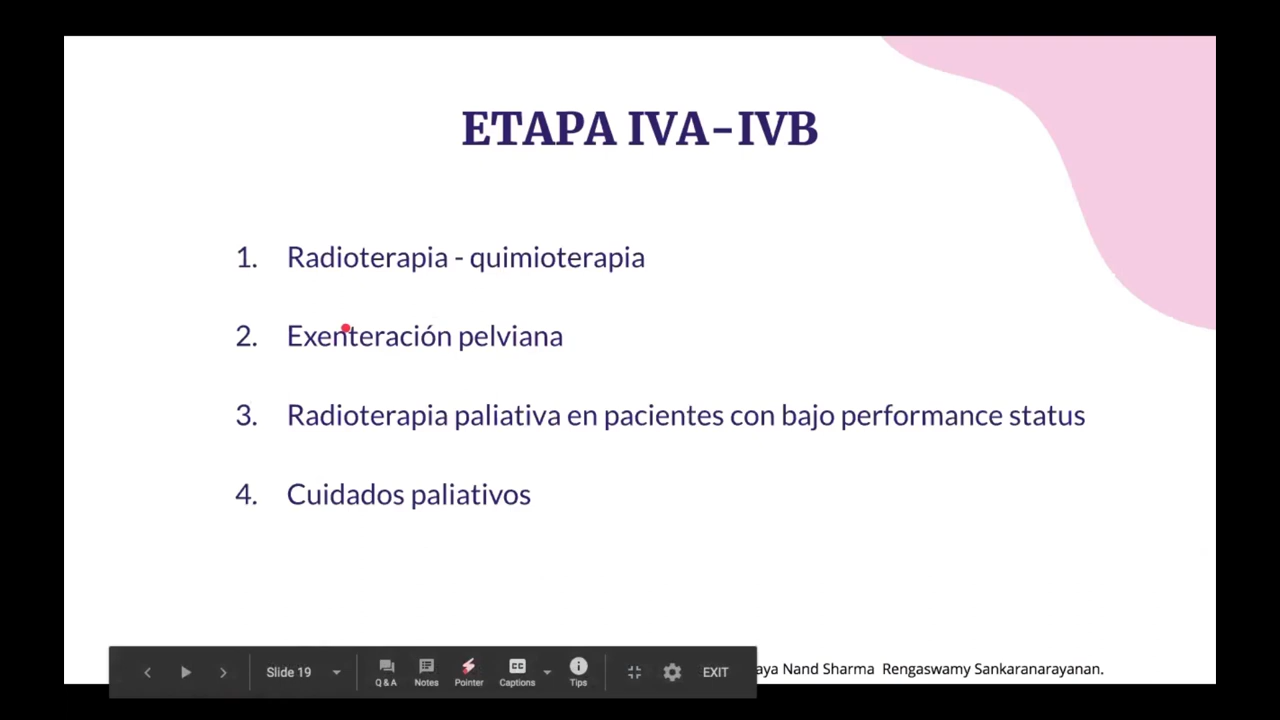 ETAPA IVA-IVB
1. Radioterapia - quimioterapia
2. Exenteración pelviana
3. Radioterapia paliativa en pacientes con bajo performance status
4. Cuidados paliativos
Nand Sharma Rengaswamy Sankaranarayanan.
Slide 19
Q & A
Notes
Pointer
CC
Captions
Tips
EXIT